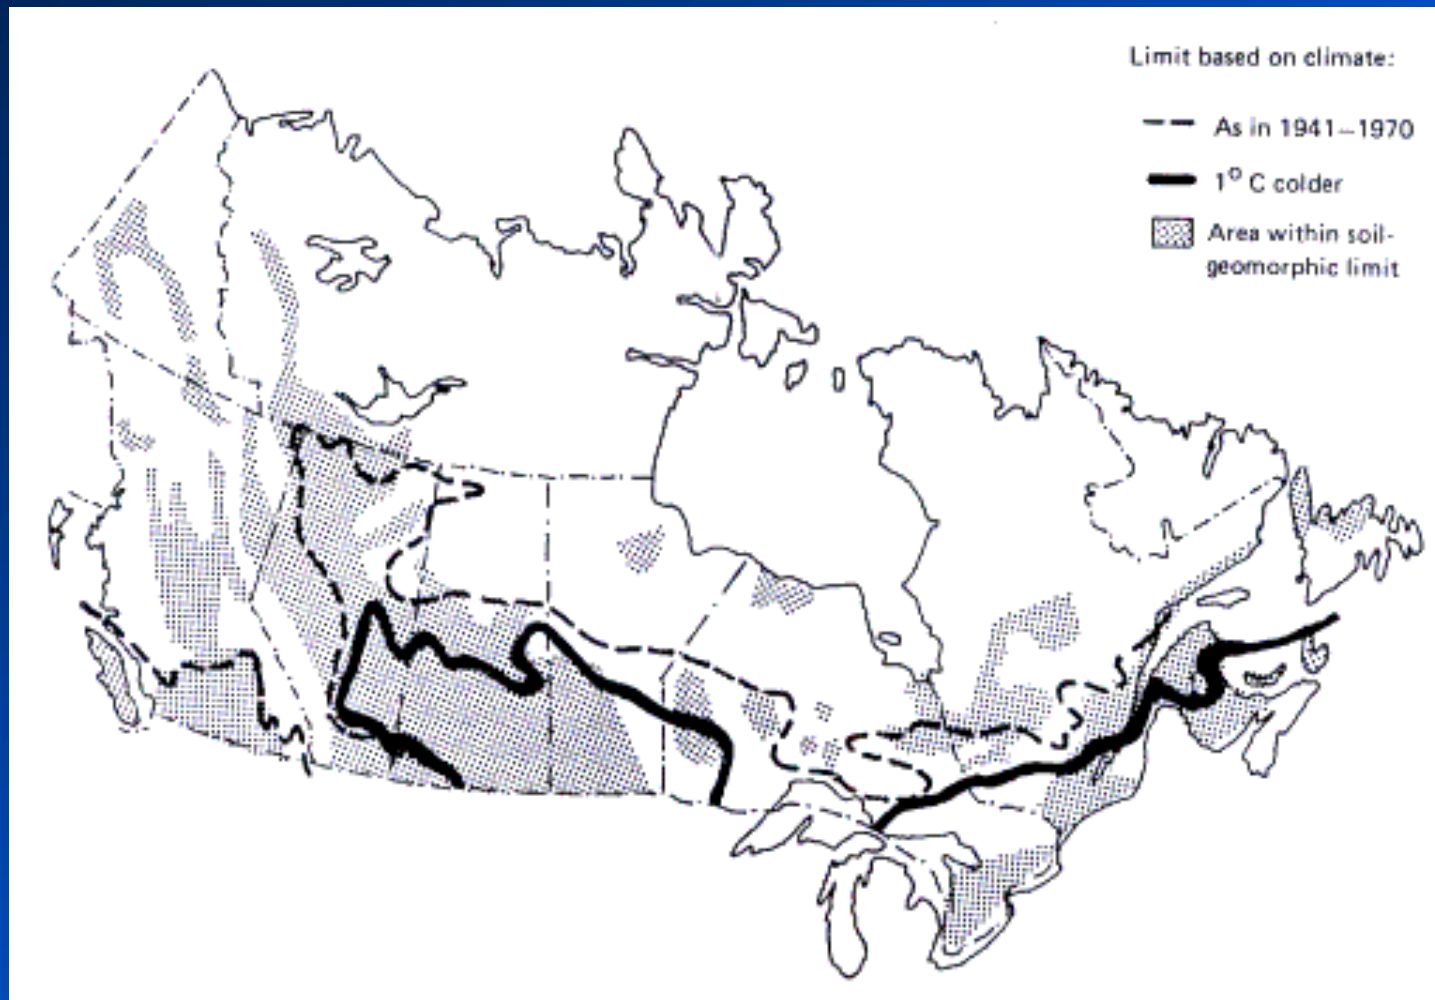 Limit based on climate:
As in 1941–1970
1° C colder
Area within soil-
geomorphic limit